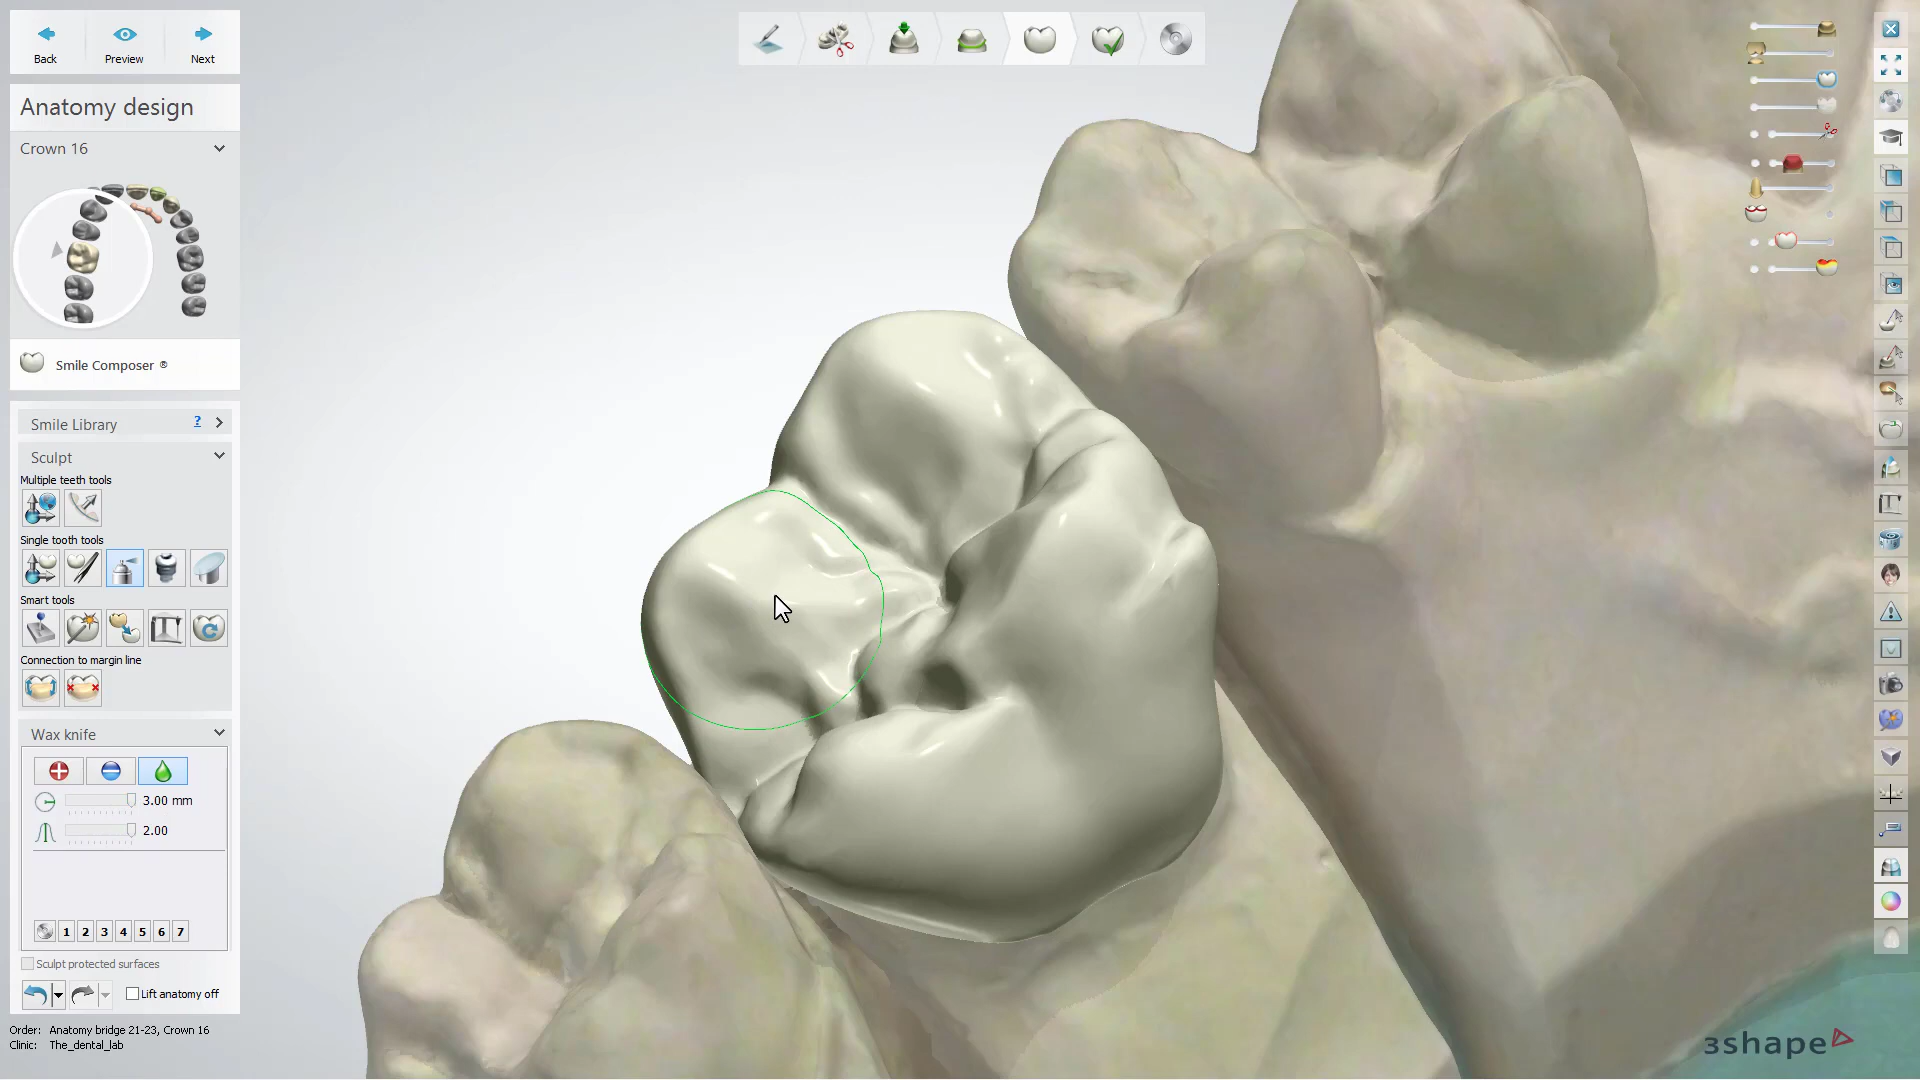 Back
Preview
Next
Anatomy design
Crown 16
Smile Composer ®
Smile Library ?
Sculpt
Multiple teeth tools
Single tooth tools
Smart tools
Connection to margin line
Wax knife
3.00 mm
2.00
1 2 3 4 5 6 7
Sculpt protected surfaces
Lift anatomy off
Order: Anatomy bridge 21-23, Crown 16
Clinic: The_dental_lab
3shape